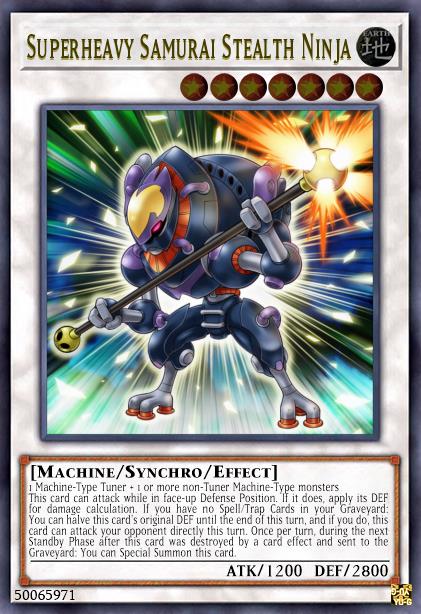 SUPERHEAVY SAMURAI STEALTH NINJA
EARTH
地
[MACHINE/SYNCHRO/EFFECT]
1 Machine-Type Tuner + 1 or more non-Tuner Machine-Type monsters
This card can attack while in face-up Defense Position. If it does, apply its DEF
for damage calculation. If you have no Spell/Trap Cards in your Graveyard:
You can halve this card's original DEF until the end of this turn, and if you do, this
card can attack your opponent directly this turn. Once per turn, during the next
Standby Phase after this card was destroyed by a card effect and sent to the
Graveyard: You can Special Summon this card.
ATK/1200 DEF/2800
50065971